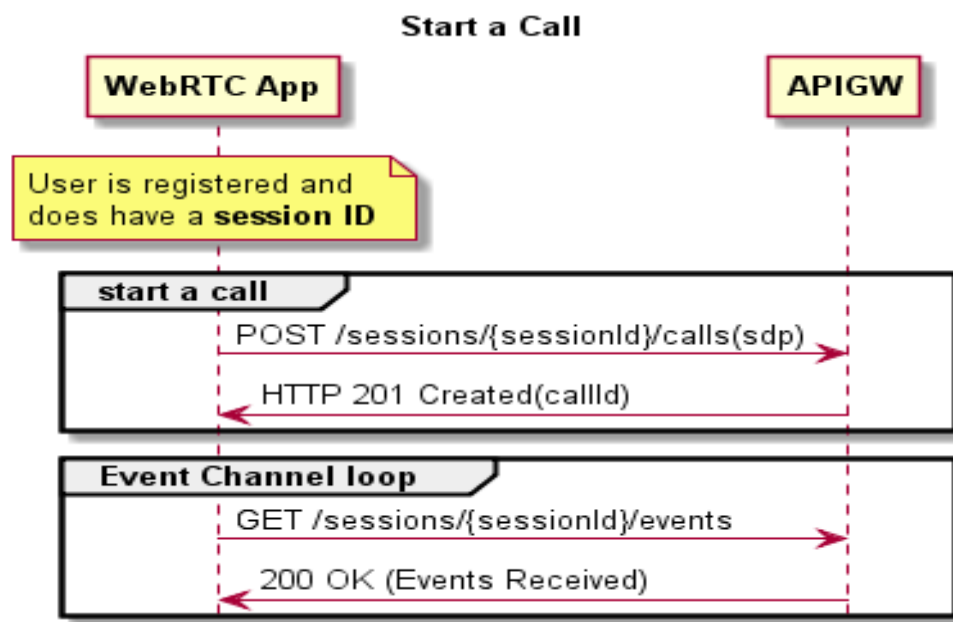 Start a Call
WebRTC App
APIGW
User is registered and
does have a session ID
start a call
POST /sessions/{sessionId}/calls(sdp)
HTTP 201 Created(callId)
Event Channel loop
GET /sessions/{sessionId}/events
200 OK (Events Received)